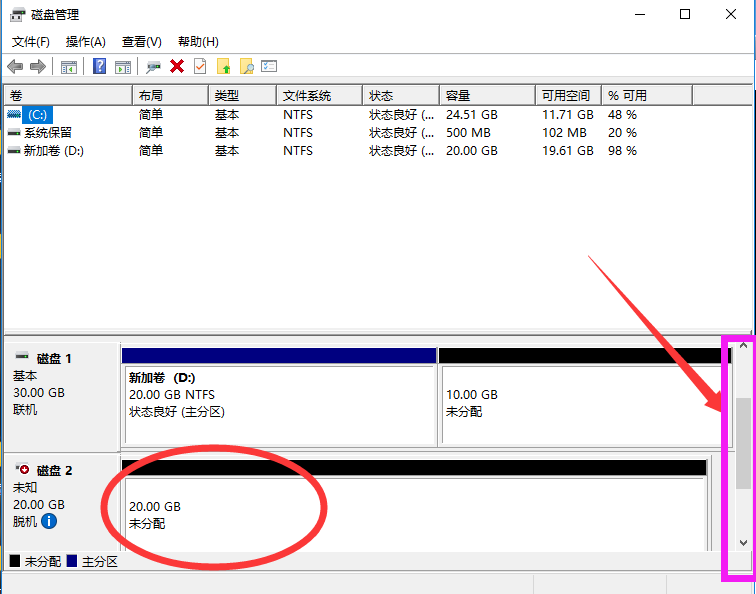 磁盘管理
文件(F) 操作(A) 查看(V) 帮助(H)
卷 布局 类型 文件系统 状态 容量 可用空间 % 可用
(C:) 简单 基本 NTFS 状态良好 (... 24.51 GB 11.71 GB 48 %
系统保留 简单 基本 NTFS 状态良好 (... 500 MB 102 MB 20 %
新加卷 (D:) 简单 基本 NTFS 状态良好 (... 20.00 GB 19.61 GB 98 %
磁盘 1
基本
30.00 GB
联机
新加卷 (D:)
20.00 GB NTFS
状态良好 (主分区)
10.00 GB
未分配
磁盘 2
未知
20.00 GB
脱机
20.00 GB
未分配
未分配 主分区